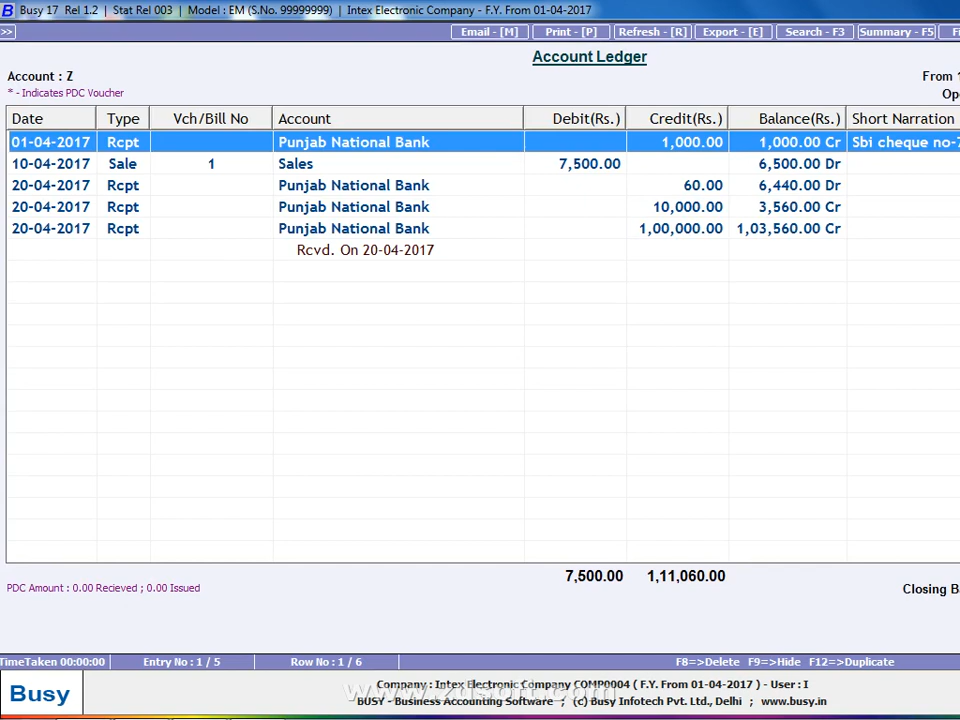 B Busy 17 Rel 1.2 | Stat Rel 003 | Model : EM (S.No. 99999999) | Intex Electronic Company - F.Y. From 01-04-2017
>> Email - [M] Print - [P] Refresh - [R] Export - [E] Search - F3 Summary - F5 Fi
Account Ledger
Account : Z From 1
* - Indicates PDC Voucher Ope
Date Type Vch/Bill No Account Debit(Rs.) Credit(Rs.) Balance(Rs.) Short Narration
01-04-2017 Rcpt Punjab National Bank 1,000.00 1,000.00 Cr Sbi cheque no-7
10-04-2017 Sale 1 Sales 7,500.00 6,500.00 Dr
20-04-2017 Rcpt Punjab National Bank 60.00 6,440.00 Dr
20-04-2017 Rcpt Punjab National Bank 10,000.00 3,560.00 Cr
20-04-2017 Rcpt Punjab National Bank 1,00,000.00 1,03,560.00 Cr
Rcvd. On 20-04-2017
7,500.00 1,11,060.00
PDC Amount : 0.00 Recieved ; 0.00 Issued Closing Ba
TimeTaken 00:00:00 Entry No : 1 / 5 Row No : 1 / 6 F8=>Delete F9=>Hide F12=>Duplicate
Busy
Company : Intex Electronic Company COMP0004 ( F.Y. From 01-04-2017 ) - User : I
www.zdsoft.com
BUSY - Business Accounting Software ; (c) Busy Infotech Pvt. Ltd., Delhi ; www.busy.in